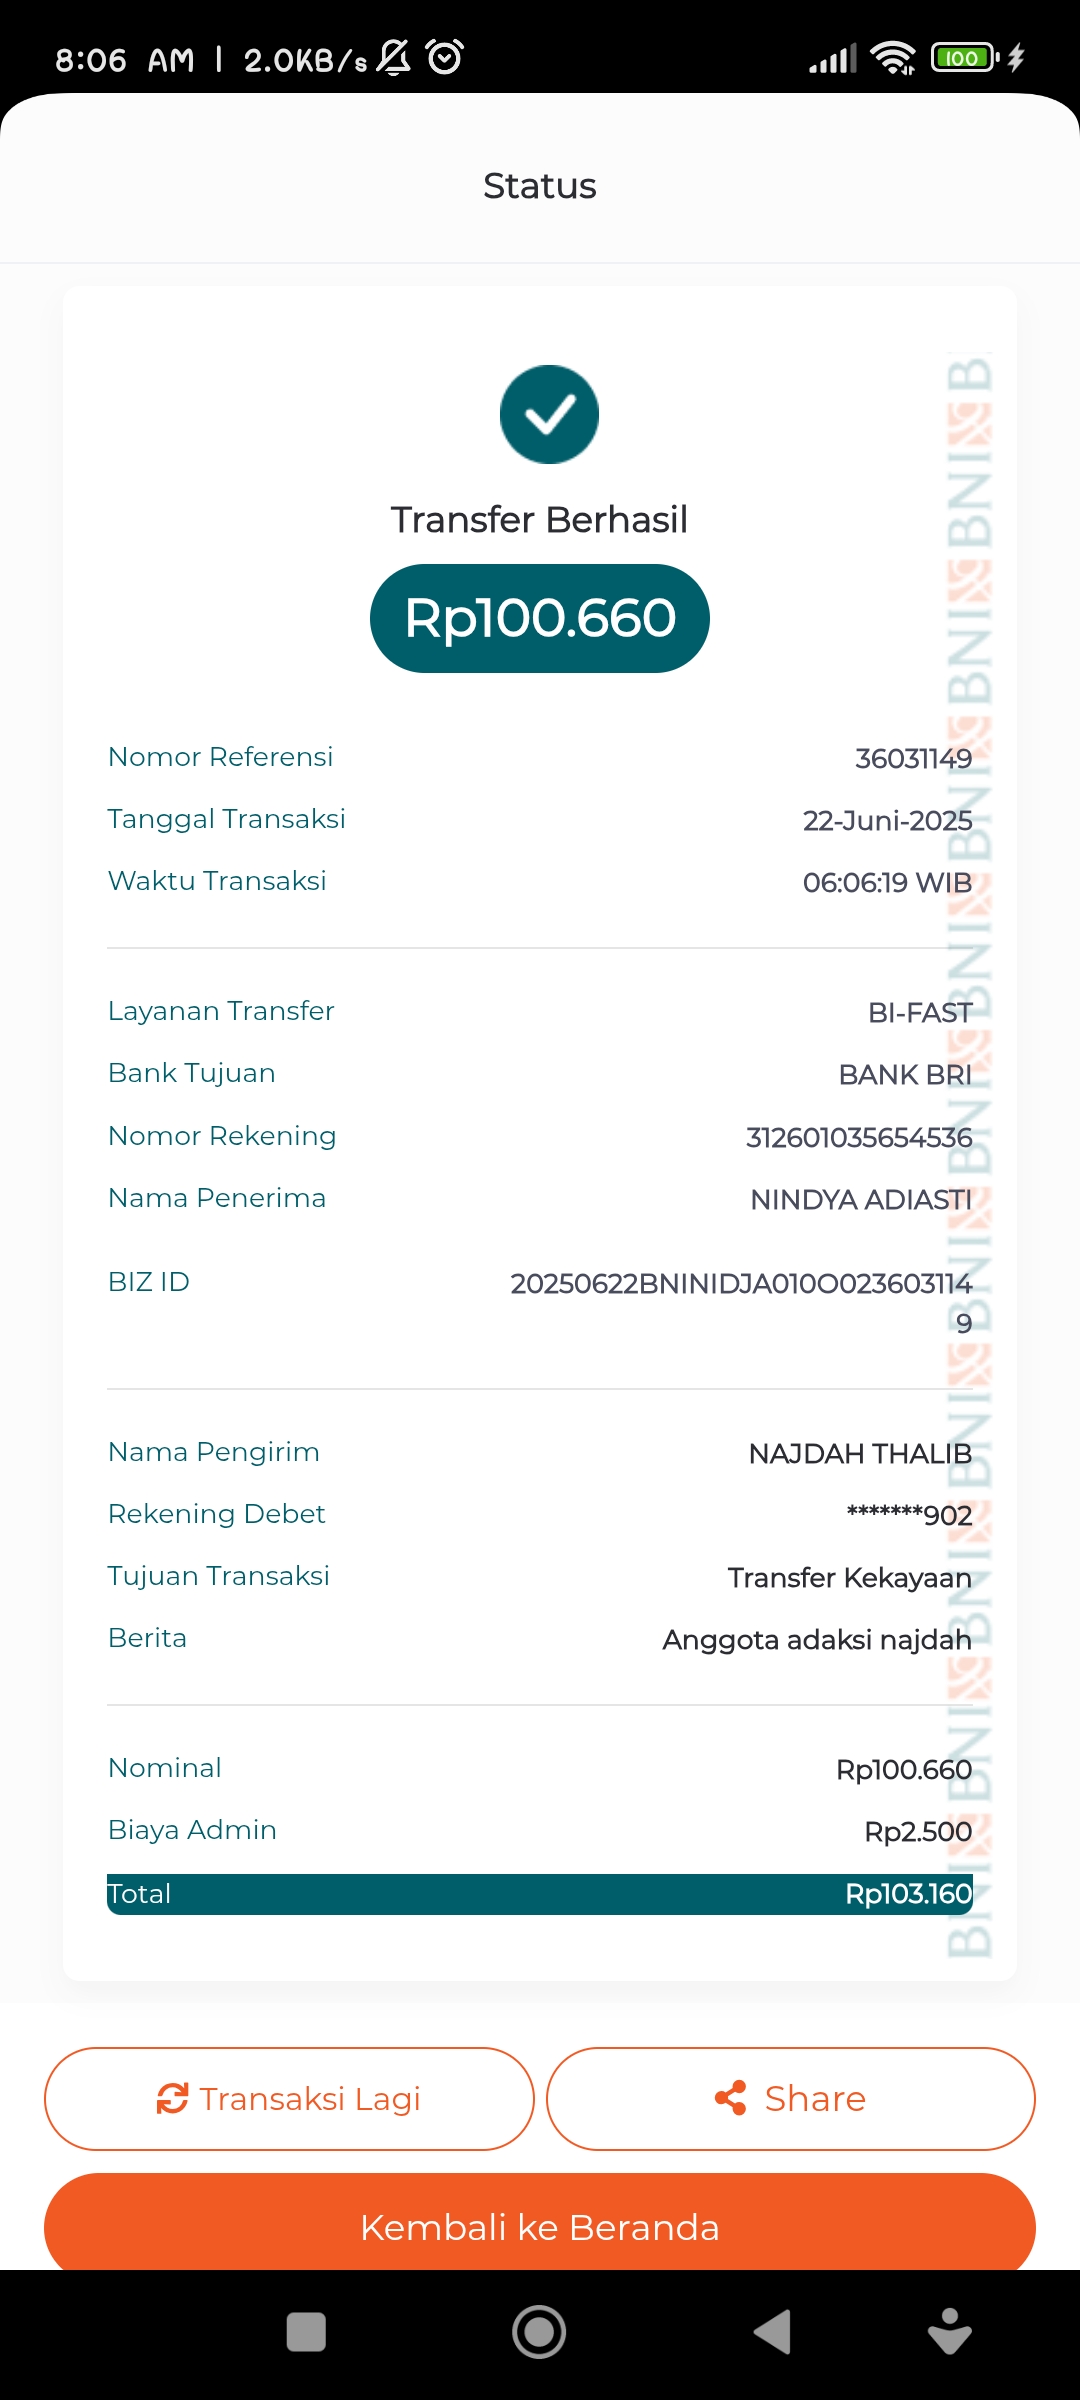 8:06 AM | 2.0KB/s
100
Status
Transfer Berhasil
Rp100.660
Nomor Referensi 36031149
Tanggal Transaksi 22-Juni-2025
Waktu Transaksi 06:06:19 WIB
Layanan Transfer BI-FAST
Bank Tujuan BANK BRI
Nomor Rekening 312601035654536
Nama Penerima NINDYA ADIASTI
BIZ ID 20250622BNINIDJA010O023603114
9
Nama Pengirim NAJDAH THALIB
Rekening Debet *******902
Tujuan Transaksi Transfer Kekayaan
Berita Anggota adaksi najdah
Nominal Rp100.660
Biaya Admin Rp2.500
Total Rp103.160
BNI BNI BNI BNI BNI BNI BNI BNI BNI BNI B
Transaksi Lagi
Share
Kembali ke Beranda